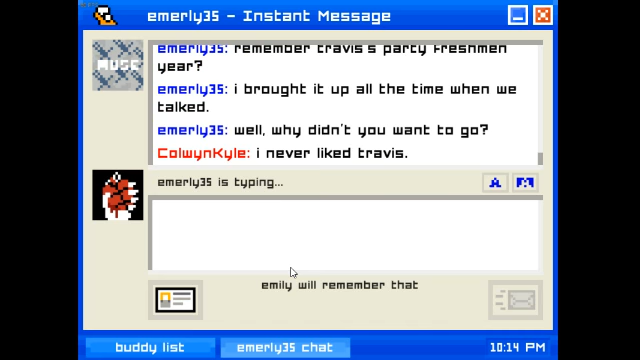 emerly35 - Instant Message
emerly35: remember travis's party freshmen
year?
emerly35: i brought it up all the time when we
talked.
emerly35: well, why didn't you want to go?
ColwynKyle: i never liked travis.
MUSE
emerly35 is typing...
A
emily will remember that
buddy list
emerly35 chat
10:14 PM